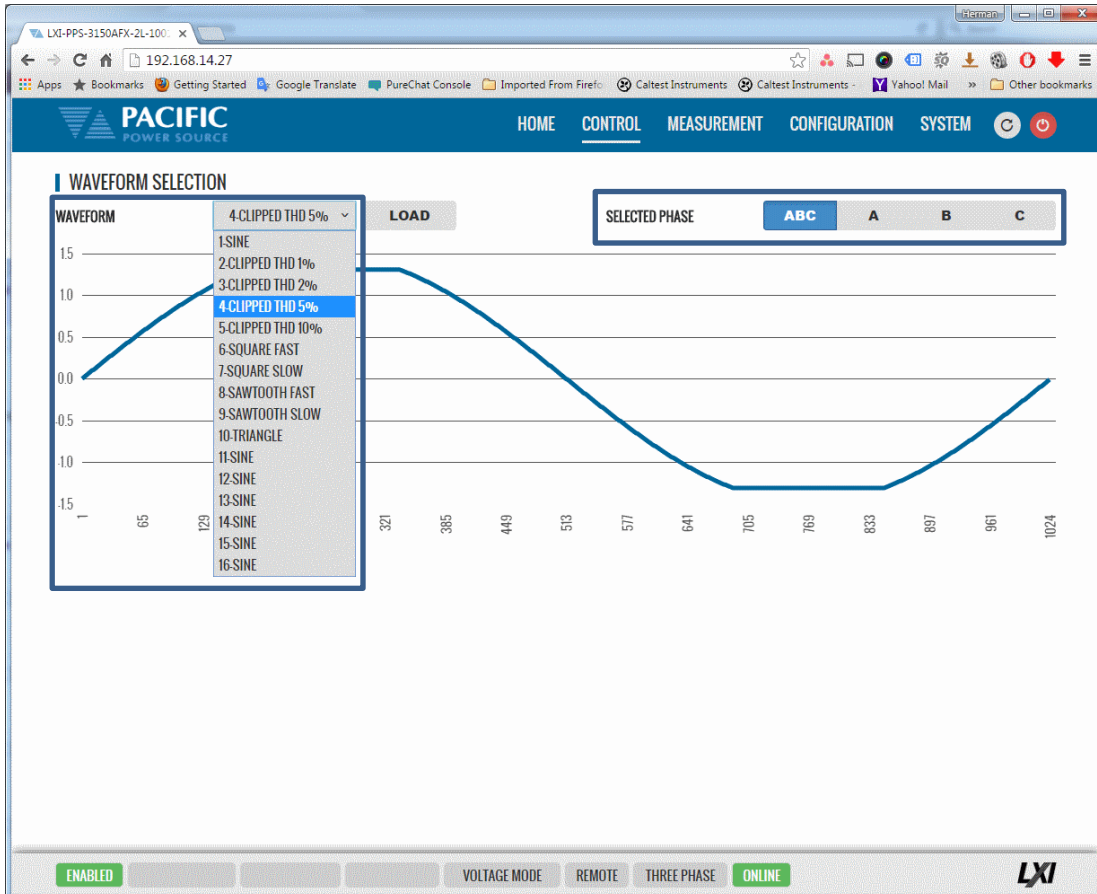 Herman
LXI-PPS-3150AFX-2L-100
192.168.14.27
Apps Bookmarks Getting Started Google Translate PureChat Console Imported From Firefo Caltest Instruments Caltest Instruments - Yahoo! Mail » Other bookmarks
PACIFIC
POWER SOURCE
HOME CONTROL MEASUREMENT CONFIGURATION SYSTEM
WAVEFORM SELECTION
WAVEFORM 4-CLIPPED THD 5% LOAD SELECTED PHASE ABC A B C
1-SINE
2-CLIPPED THD 1%
3-CLIPPED THD 2%
4-CLIPPED THD 5%
5-CLIPPED THD 10%
6-SQUARE FAST
7-SQUARE SLOW
8-SAWTOOTH FAST
9-SAWTOOTH SLOW
10-TRIANGLE
11-SINE
12-SINE
13-SINE
14-SINE
15-SINE
16-SINE
1.5
1.0
0.5
0.0
-0.5
-1.0
-1.5
1 65 129 321 385 449 513 577 641 705 769 833 897 961 1024
ENABLED VOLTAGE MODE REMOTE THREE PHASE ONLINE LXI